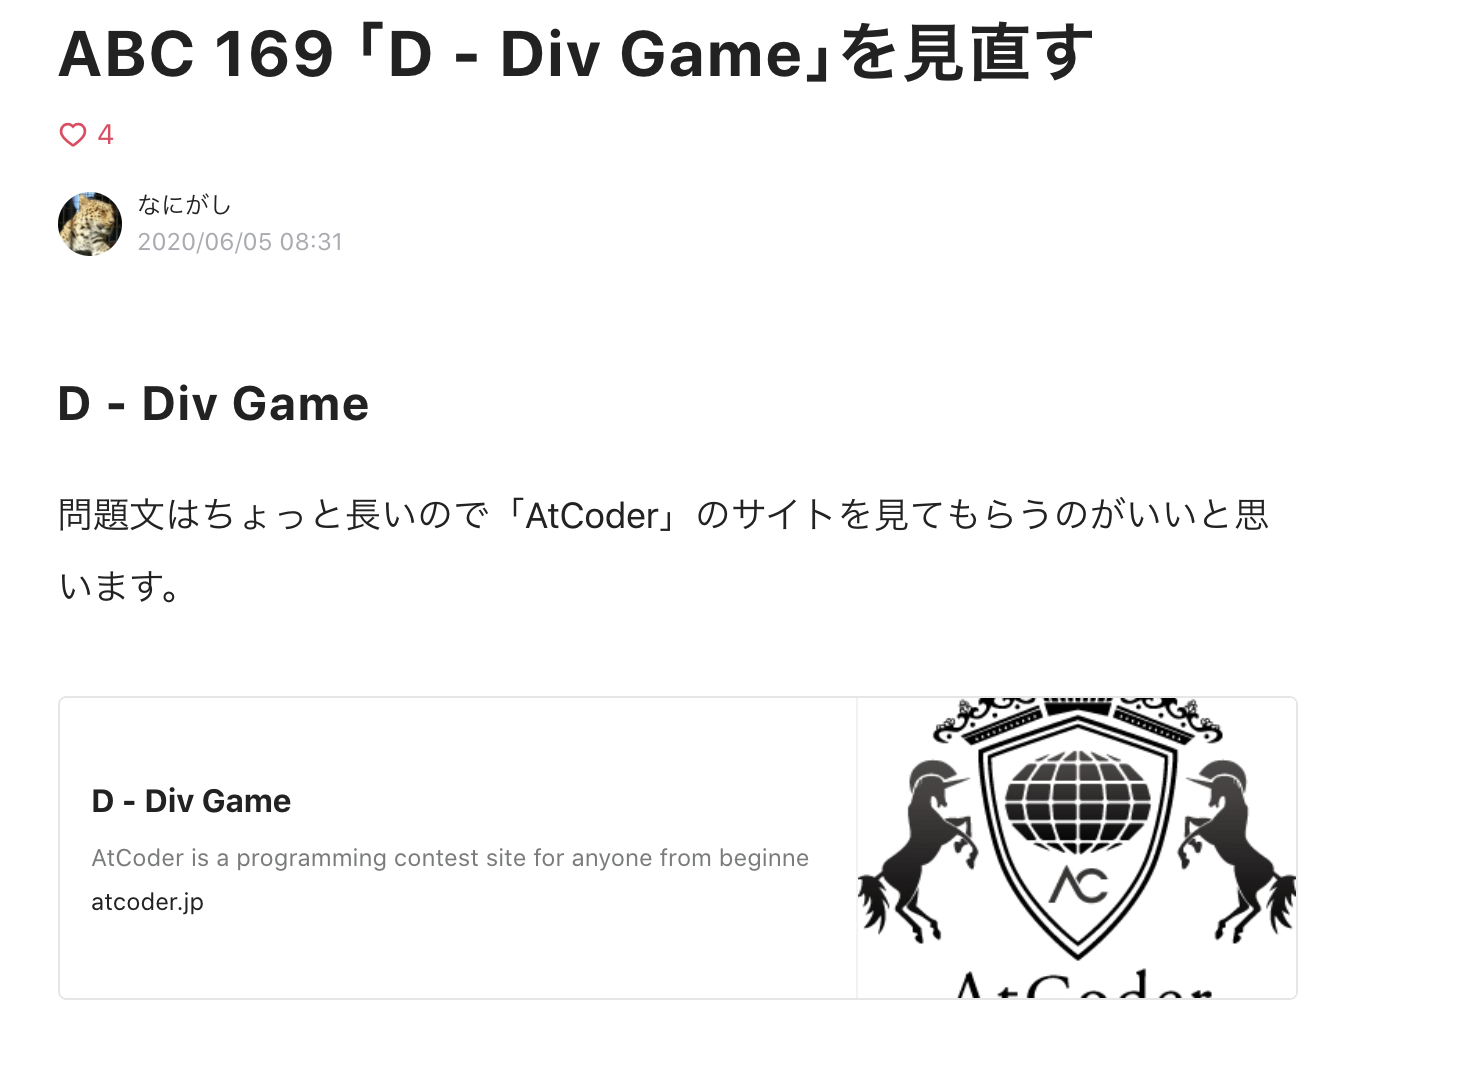 ABC 169「D - Div Game」を見直す
4
なにがし
2020/06/05 08:31
D - Div Game
問題文はちょっと長いので「AtCoder」のサイトを見てもらうのがいいと思
います。
D - Div Game
AtCoder is a programming contest site for anyone from beginne
atcoder.jp
AC
AtCoder